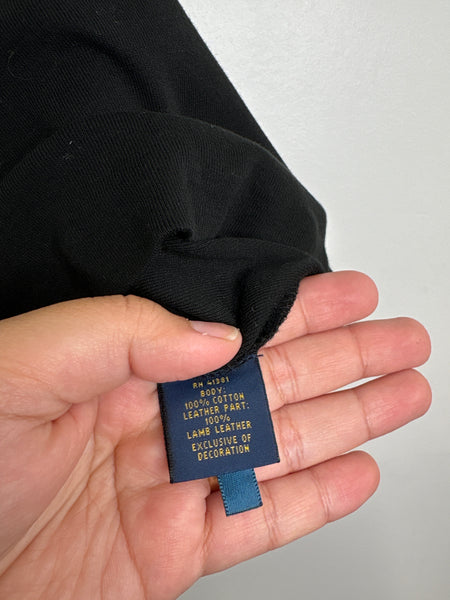 RN 41381
BODY:
100% COTTON
LEATHER PART:
100%
LAMB LEATHER
EXCLUSIVE OF
DECORATION